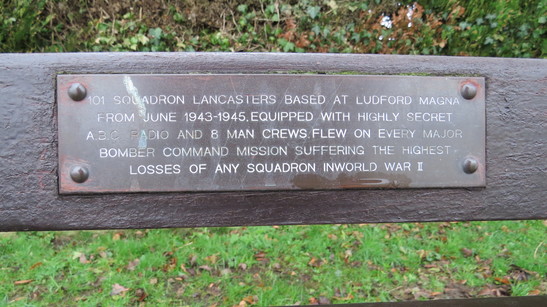 101 SQUADRON LANCASTERS BASED AT LUDFORD MAGNA
FROM JUNE 1943-1945. EQUIPPED WITH HIGHLY SECRET
A.B.C. RADIO AND 8 MAN CREWS. FLEW ON EVERY MAJOR
BOMBER COMMAND MISSION SUFFERING THE HIGHEST
LOSSES OF ANY SQUADRON INWORLD WAR II